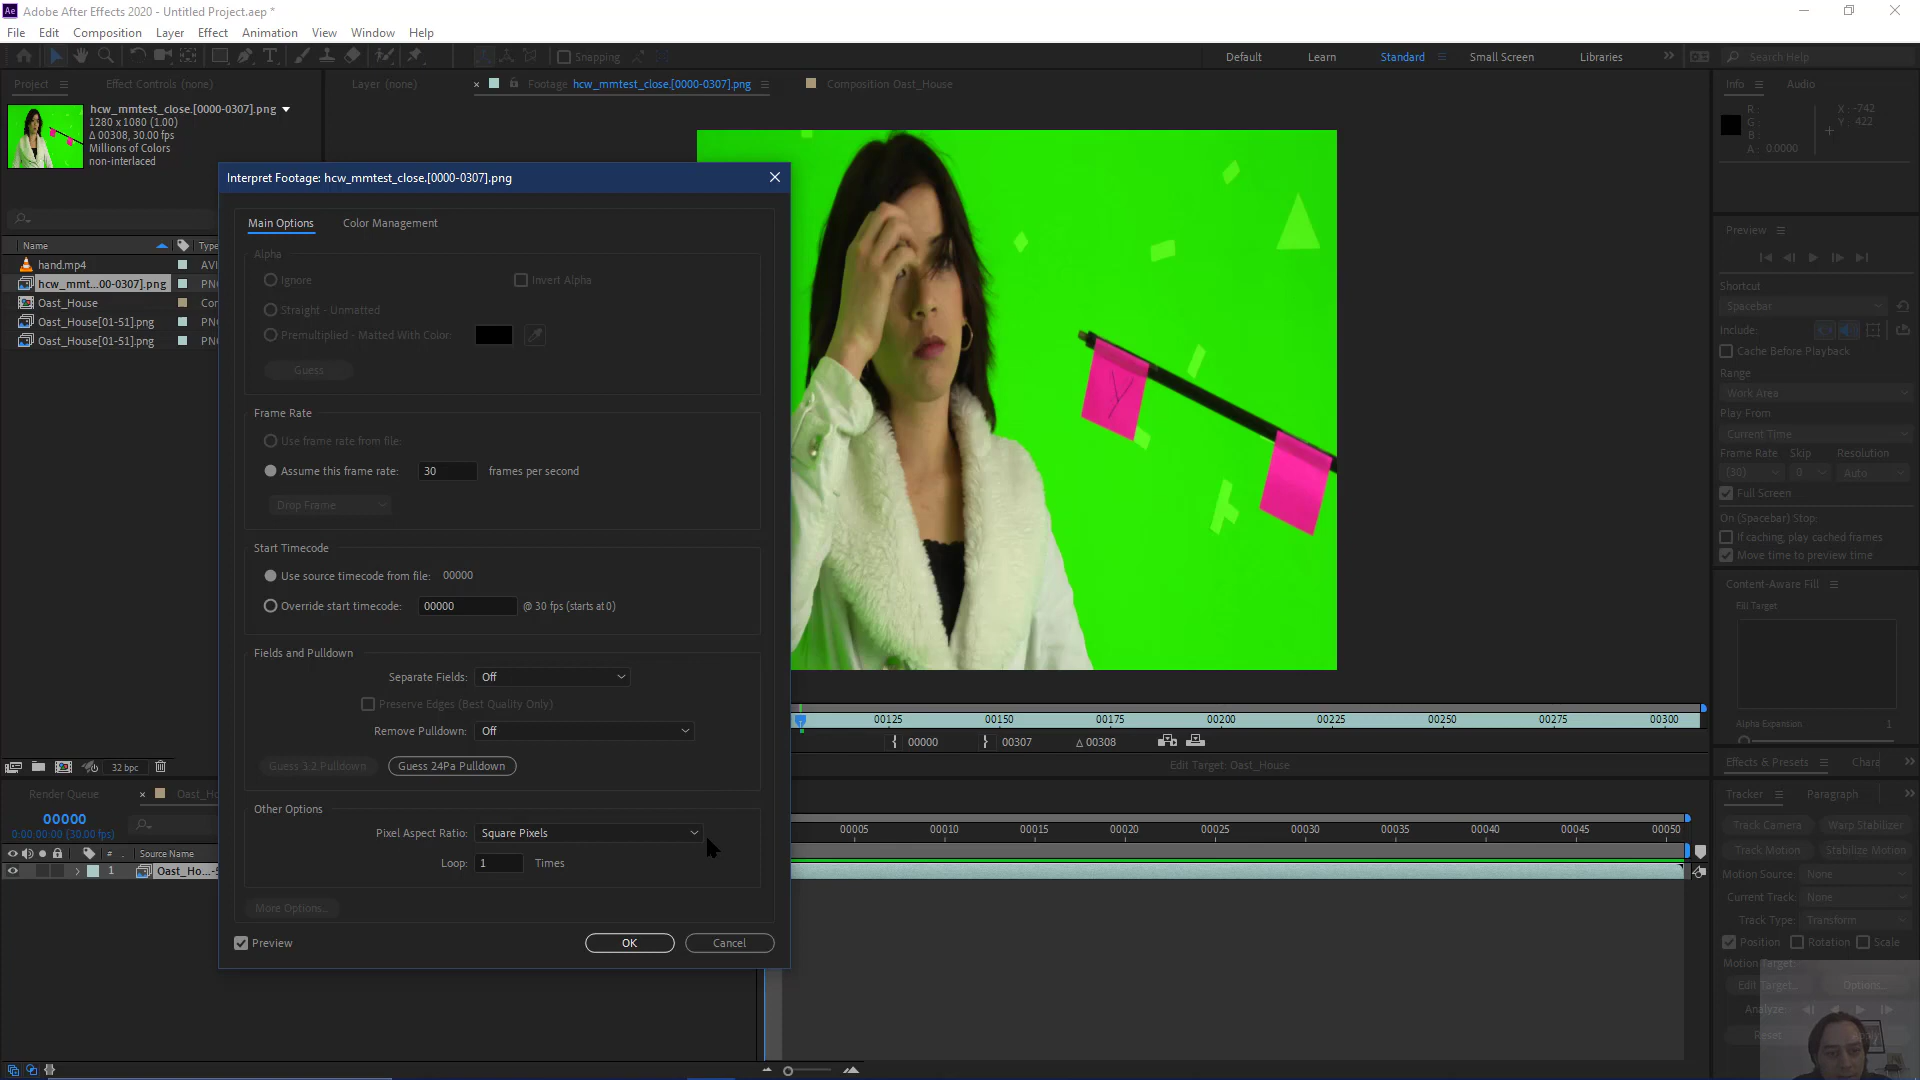 Adobe After Effects 2020 - Untitled Project.aep *
File Edit Composition Layer Effect Animation View Window Help
Snapping Default Learn Standard Small Screen Libraries Search Help
Project Effect Controls (none) Layer (none) Footage hcw_mmtest_close.[0000-0307].png Composition Oast_House Info Audio
hcw_mmtest_close.[0000-0307].png
1280 x 1080 (1.00)
Δ 00308, 30.00 fps
Millions of Colors
non-interlaced
R :
G :
B :
A : 0.0000
X : -742
Y : 422
Name Type
hand.mp4 AVI
hcw_mmt...00-0307].png PNG
Oast_House Cor
Oast_House[01-51].png PNG
Oast_House[01-51].png PNG
32 bpc
Interpret Footage: hcw_mmtest_close.[0000-0307].png
Main Options Color Management
Alpha
Ignore Invert Alpha
Straight - Unmatted
Premultiplied - Matted With Color:
Guess
Frame Rate
Use frame rate from file:
Assume this frame rate: 30 frames per second
Drop Frame
Start Timecode
Use source timecode from file: 00000
Override start timecode: 00000 @ 30 fps (starts at 0)
Fields and Pulldown
Separate Fields: Off
Preserve Edges (Best Quality Only)
Remove Pulldown: Off
Guess 3:2 Pulldown Guess 24Pa Pulldown
Other Options
Pixel Aspect Ratio: Square Pixels
Loop: 1 Times
More Options...
Preview OK Cancel
Y
00125 00150 00175 00200 00225 00250 00275 00300
00000 00307 Δ 00308
Edit Target: Oast_House
Preview
Shortcut
Spacebar
Include:
Cache Before Playback
Range
Work Area
Play From
Current Time
Frame Rate Skip Resolution
(30) 0 Auto
Full Screen
On (Spacebar) Stop:
If caching, play cached frames
Move time to preview time
Content-Aware Fill
Fill Target
Alpha Expansion 1
Effects & Presets Chara
Tracker Paragraph
Track Camera Warp Stabilizer
Track Motion Stabilize Motion
Motion Source: None
Current Track: None
Track Type: Transform
Position Rotation Scale
Motion Target:
Edit Target... Options...
Analyze:
Reset Apply
Render Queue Oast_Ho
00000
0:00:00:00 (30.00 fps)
# Source Name
1 Oast_Ho...-5
00005 00010 00015 00020 00025 00030 00035 00040 00045 00050